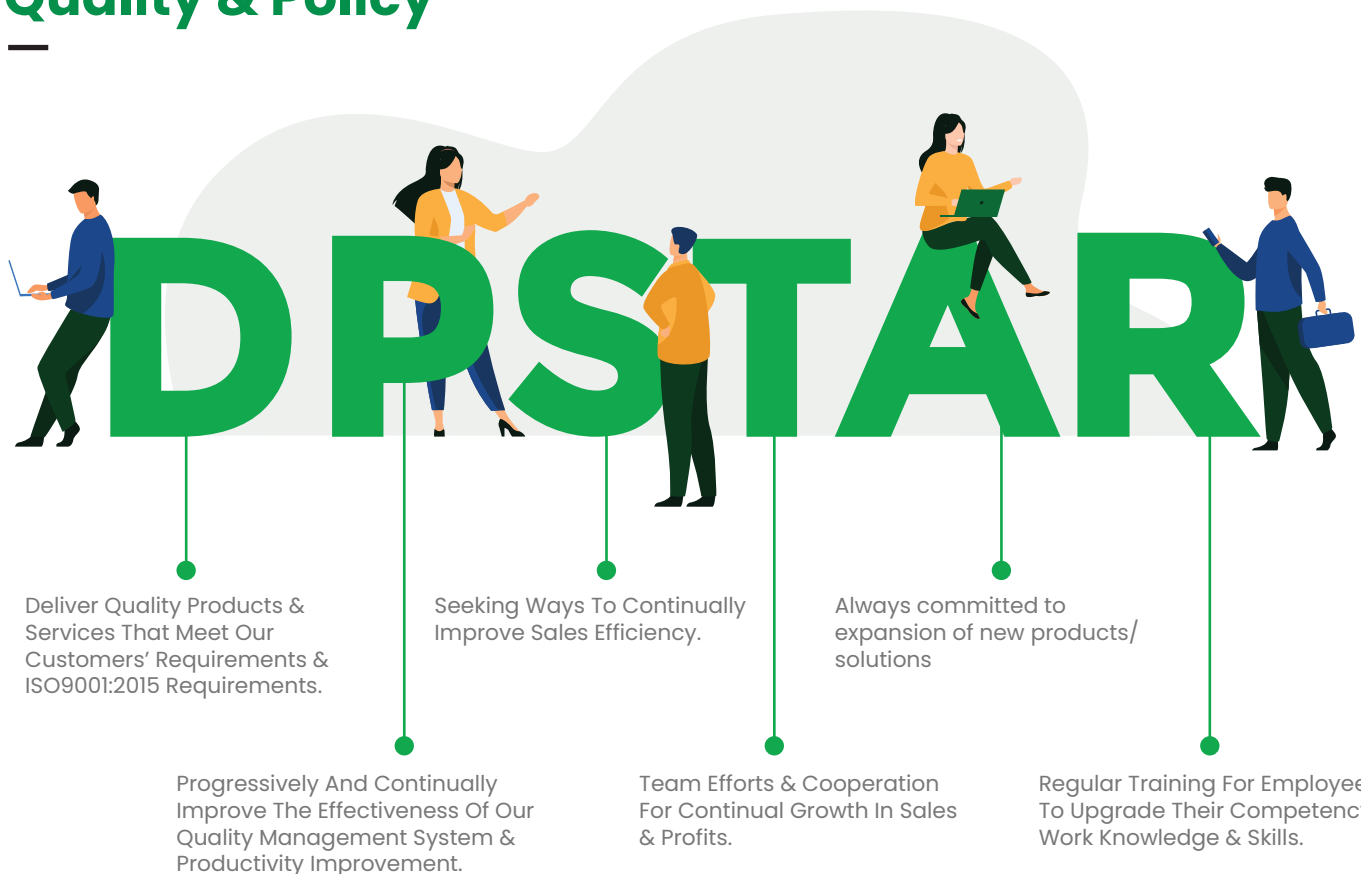 Quality & Policy
DPSTAR
Deliver Quality Products &
Services That Meet Our
Customers’ Requirements &
ISO9001:2015 Requirements.
Progressively And Continually
Improve The Effectiveness Of Our
Quality Management System &
Productivity Improvement.
Seeking Ways To Continually
Improve Sales Efficiency.
Team Efforts & Cooperation
For Continual Growth In Sales
& Profits.
Always committed to
expansion of new products/
solutions
Regular Training For Employee
To Upgrade Their Competenc
Work Knowledge & Skills.